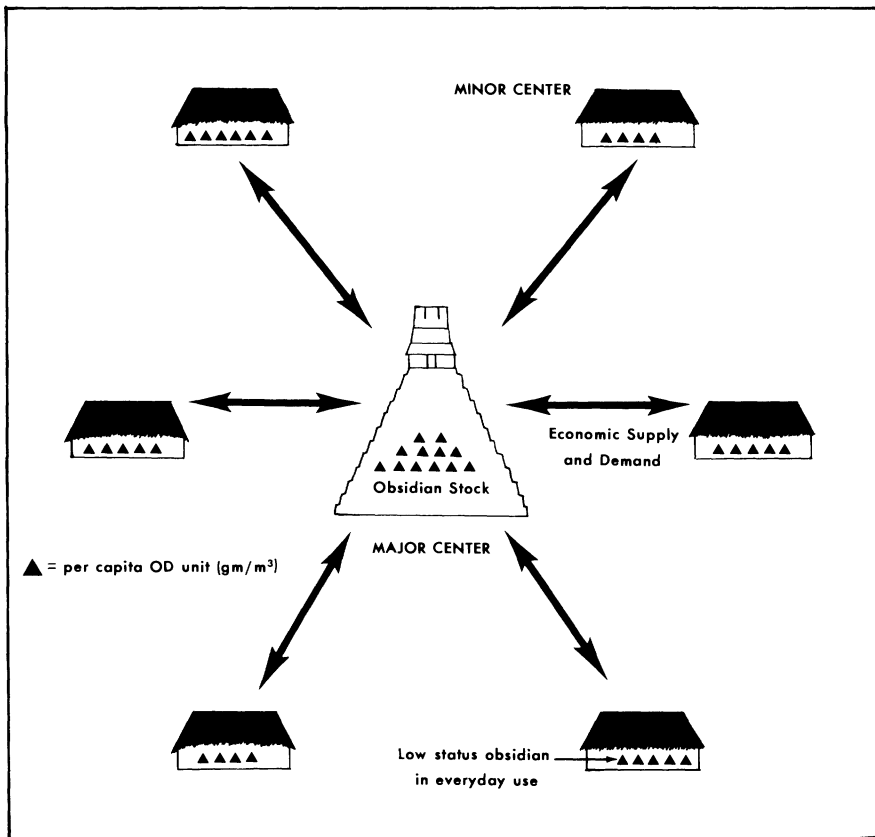 MINOR CENTER
Economic Supply
and Demand
Obsidian Stock
MAJOR CENTER
▲ = per capita OD unit (gm/m³)
Low status obsidian
in everyday use